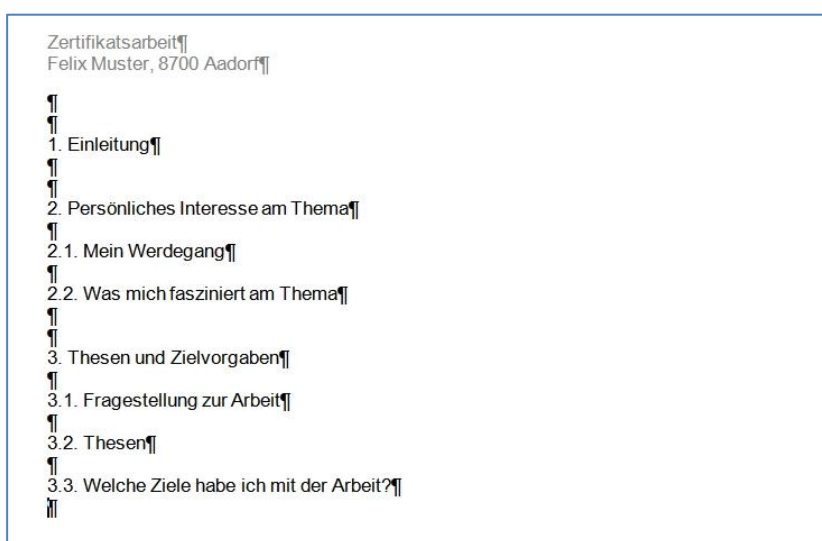 Zertifikatsarbeit¶
Felix Muster, 8700 Aadorf¶
¶
¶
1. Einleitung¶
¶
¶
2. Persönliches Interesse am Thema¶
¶
2.1. Mein Werdegang¶
¶
2.2. Was mich fasziniert am Thema¶
¶
¶
3. Thesen und Zielvorgaben¶
¶
3.1. Fragestellung zur Arbeit¶
¶
3.2. Thesen¶
¶
3.3. Welche Ziele habe ich mit der Arbeit?¶
¶